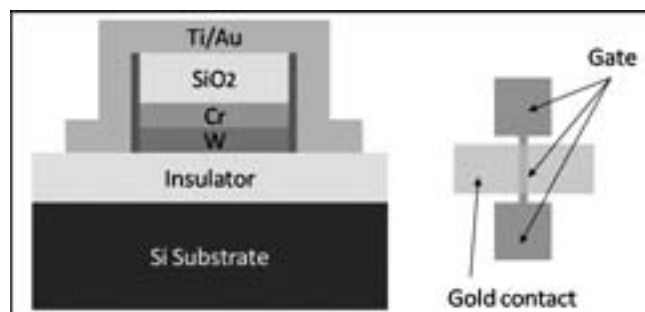 Ti/Au
SiO2
Cr
W
Insulator
Si Substrate
Gate
Gold contact